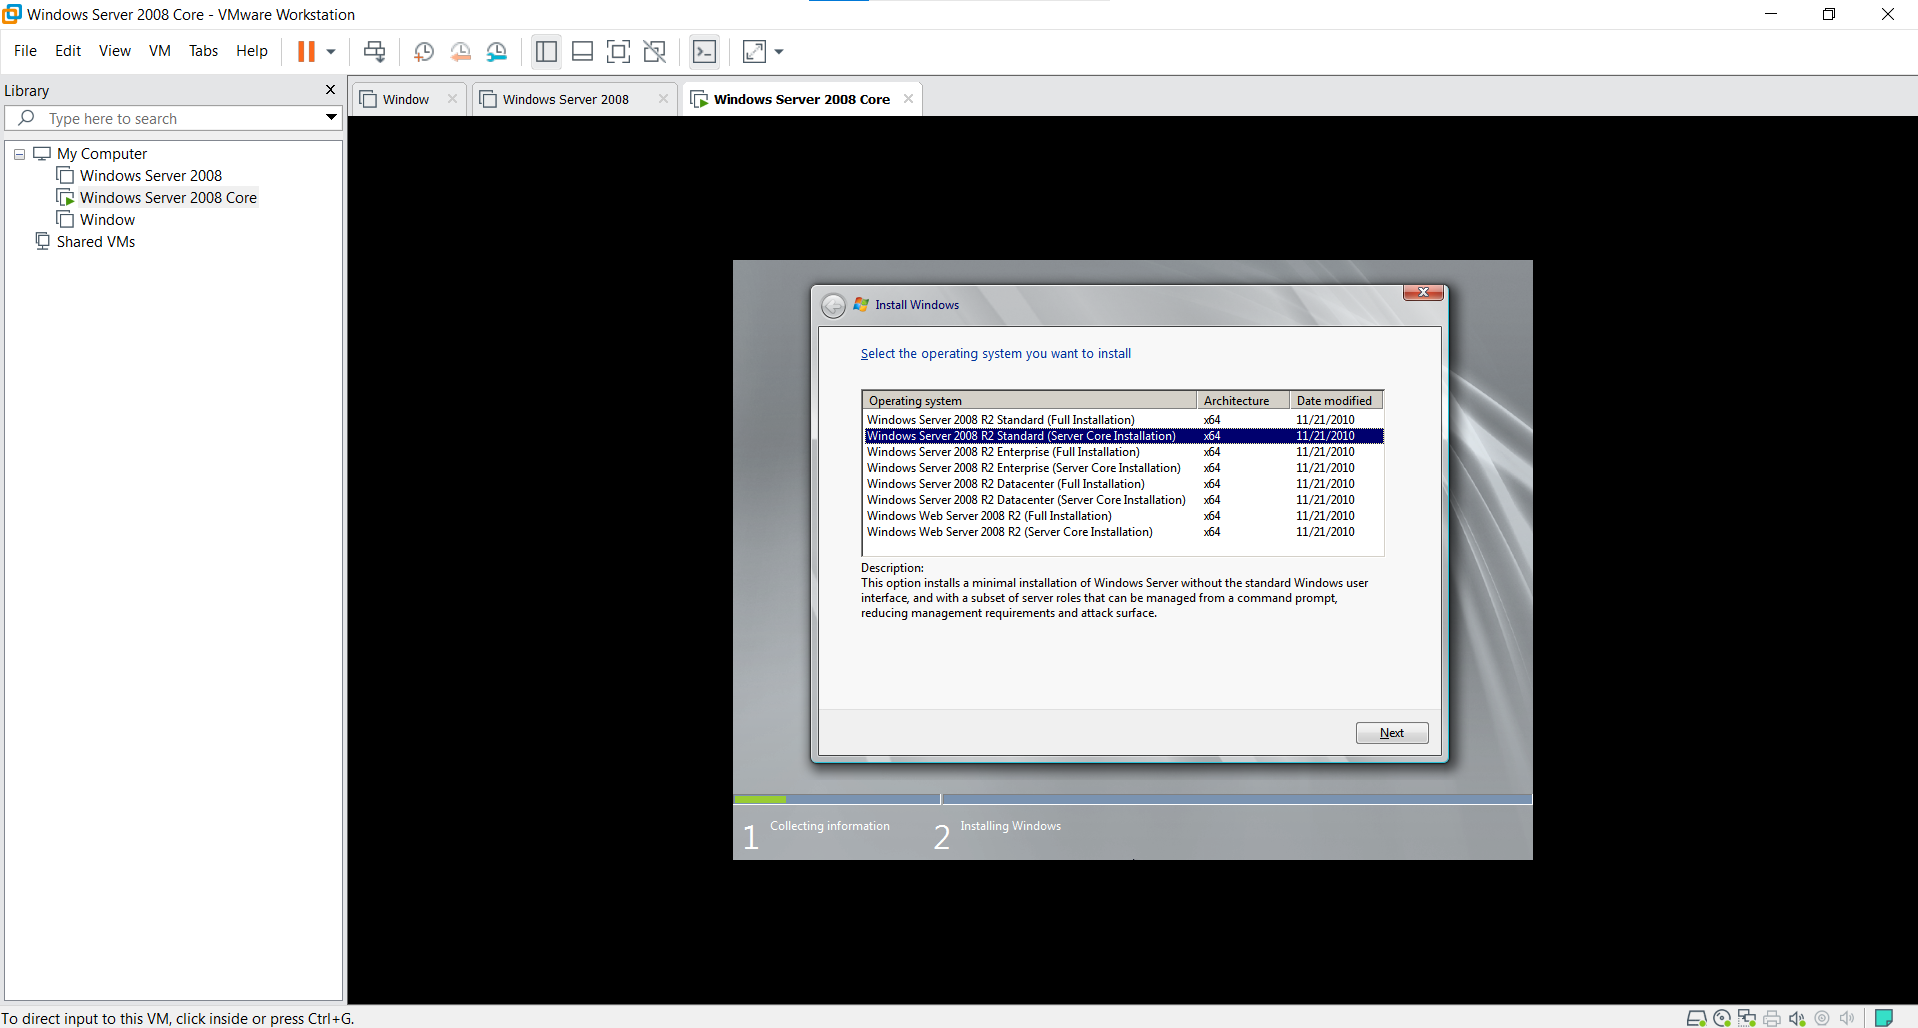 Windows Server 2008 Core - VMware Workstation
File Edit View VM Tabs Help
Library
Type here to search
My Computer
Windows Server 2008
Windows Server 2008 Core
Window
Shared VMs
Window
Windows Server 2008
Windows Server 2008 Core
Install Windows
Select the operating system you want to install
Operating system Architecture Date modified
Windows Server 2008 R2 Standard (Full Installation) x64 11/21/2010
Windows Server 2008 R2 Standard (Server Core Installation) x64 11/21/2010
Windows Server 2008 R2 Enterprise (Full Installation) x64 11/21/2010
Windows Server 2008 R2 Enterprise (Server Core Installation) x64 11/21/2010
Windows Server 2008 R2 Datacenter (Full Installation) x64 11/21/2010
Windows Server 2008 R2 Datacenter (Server Core Installation) x64 11/21/2010
Windows Web Server 2008 R2 (Full Installation) x64 11/21/2010
Windows Web Server 2008 R2 (Server Core Installation) x64 11/21/2010
Description:
This option installs a minimal installation of Windows Server without the standard Windows user
interface, and with a subset of server roles that can be managed from a command prompt,
reducing management requirements and attack surface.
Next
1 Collecting information
2 Installing Windows
To direct input to this VM, click inside or press Ctrl+G.